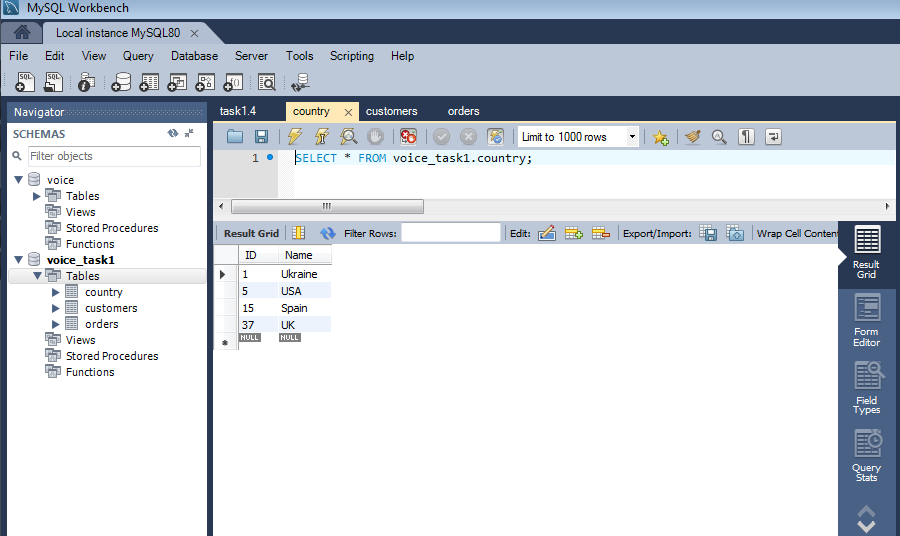 MySQL Workbench
Local instance MySQL80
File Edit View Query Database Server Tools Scripting Help
Navigator
SCHEMAS
Filter objects
voice
Tables
Views
Stored Procedures
Functions
voice_task1
Tables
country
customers
orders
Views
Stored Procedures
Functions
task1.4 country customers orders
Limit to 1000 rows
1 SELECT * FROM voice_task1.country;
Result Grid Filter Rows: Edit: Export/Import: Wrap Cell Conten
ID Name
1 Ukraine
5 USA
15 Spain
37 UK
NULL NULL
Result
Grid
Form
Editor
Field
Types
Query
Stats